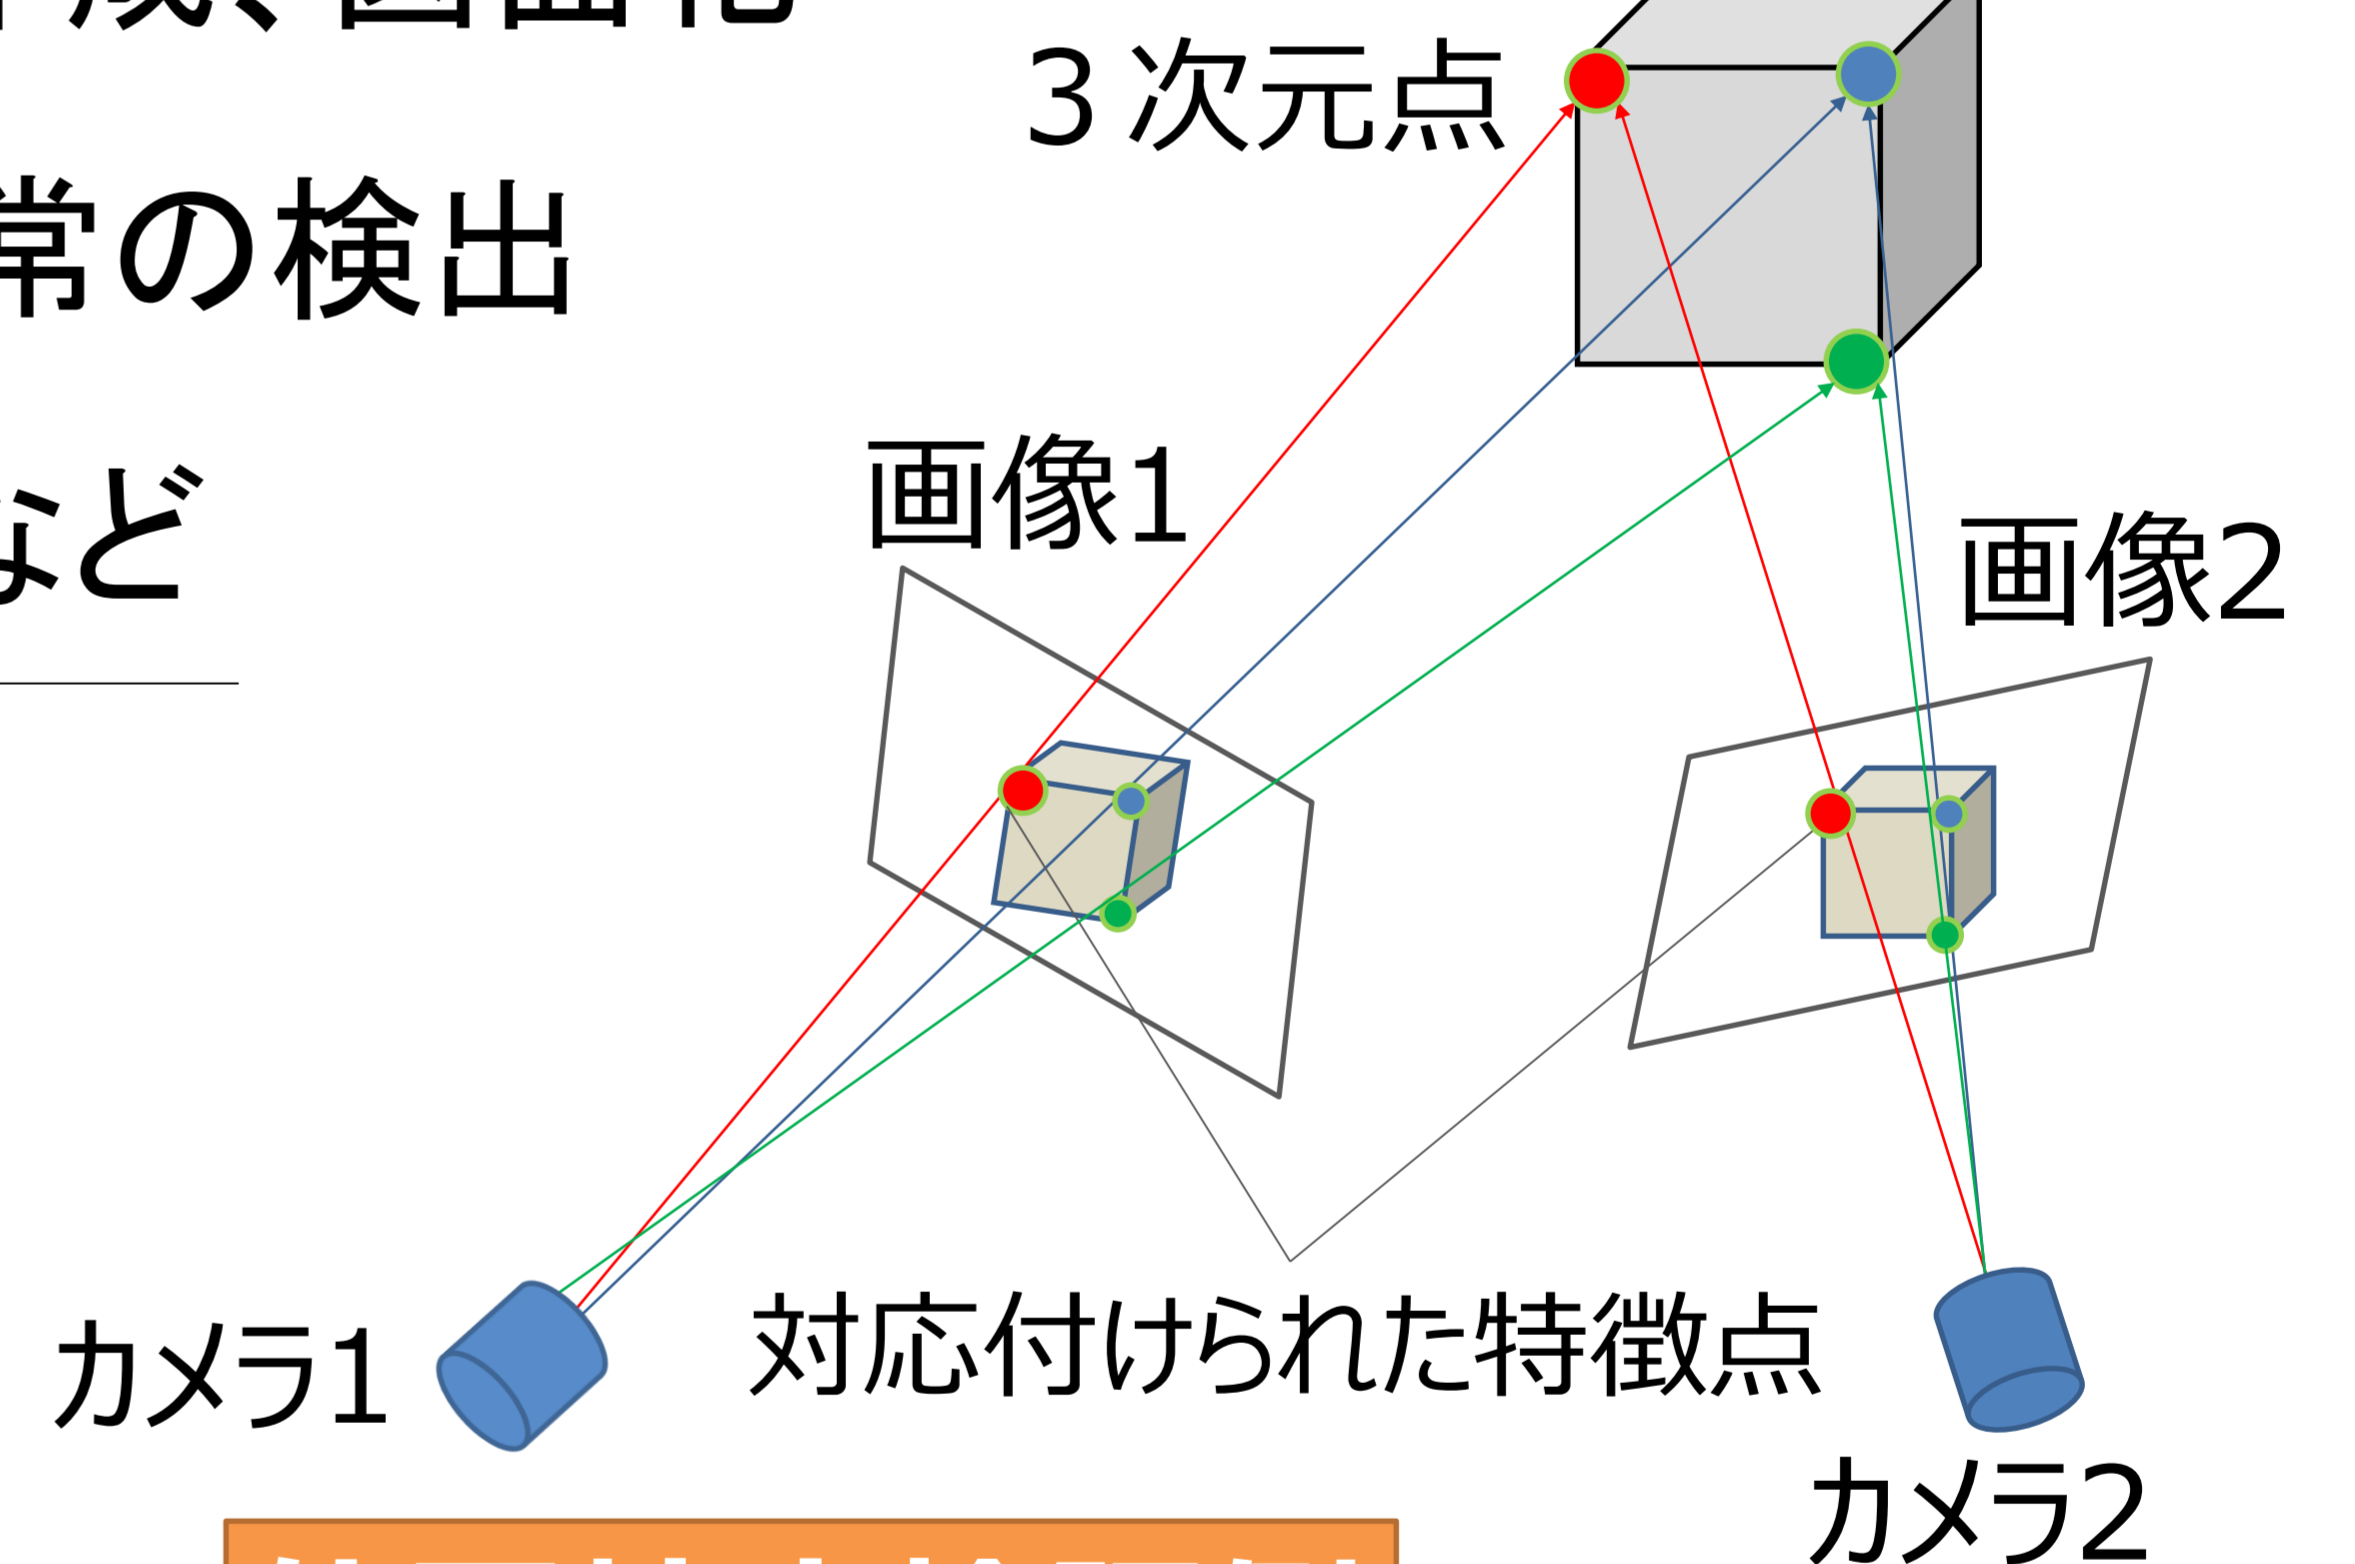 3次元点
の検出
画像1
など
画像2
対応付けられた特徴点
カメラ1
カメラ2